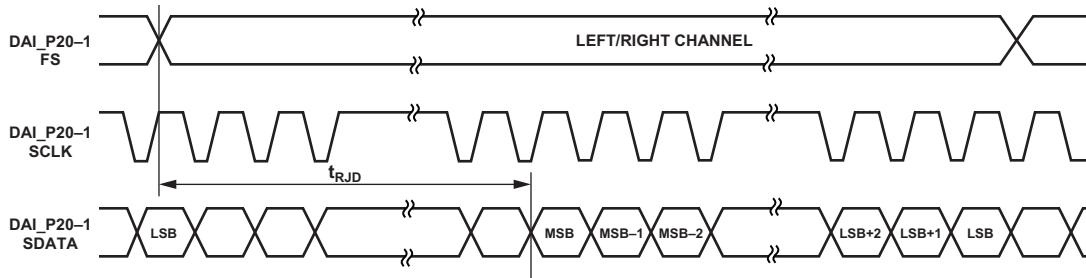 DAI_P20–1
FS
LEFT/RIGHT CHANNEL
DAI_P20–1
SCLK
tRJD
DAI_P20–1
SDATA
LSB
MSB
MSB–1
MSB–2
LSB+2
LSB+1
LSB